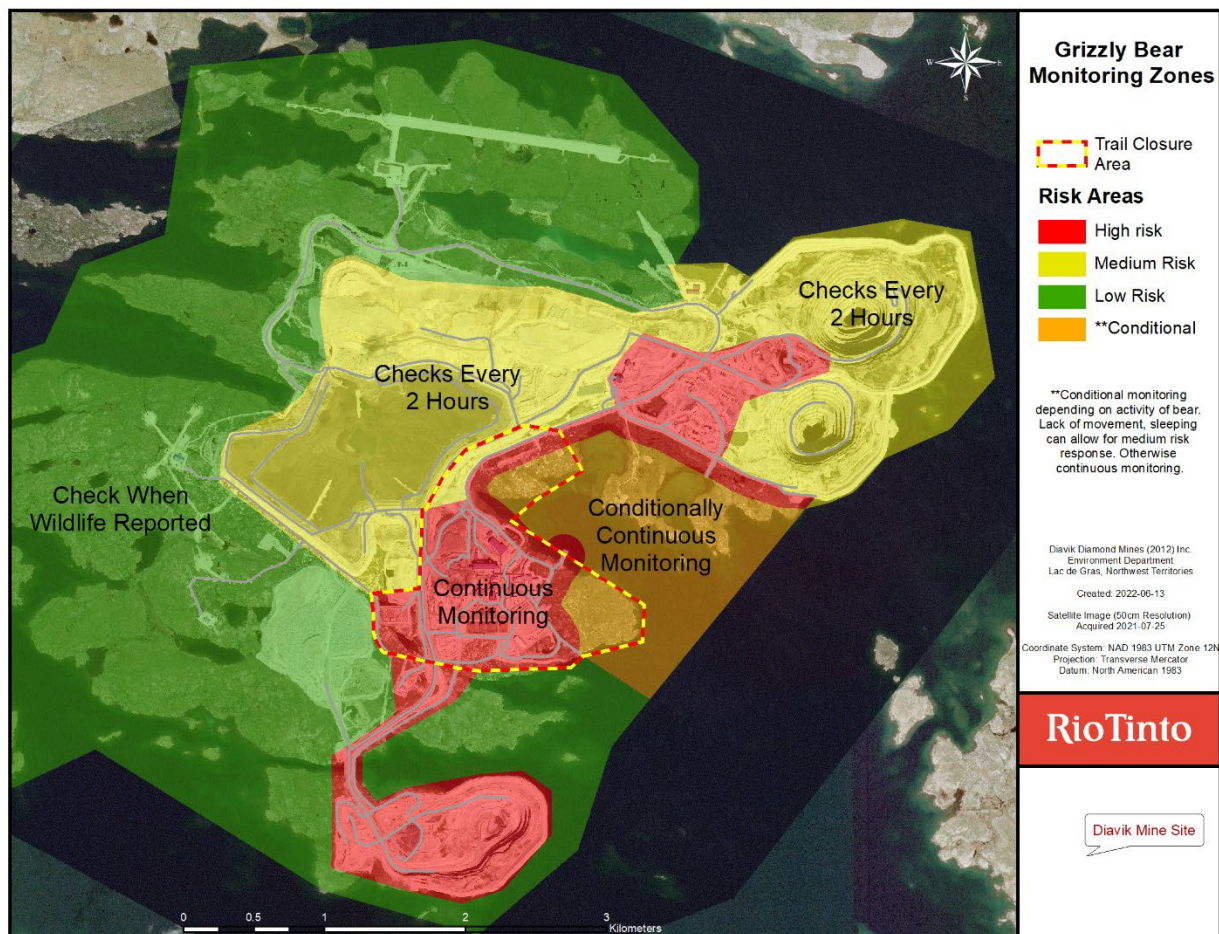 Grizzly Bear
Monitoring Zones
Trail Closure
Area
Risk Areas
High risk
Medium Risk
Low Risk
**Conditional
**Conditional monitoring
depending on activity of bear.
Lack of movement, sleeping
can allow for medium risk
response. Otherwise
continuous monitoring.
Diavik Diamond Mines (2012) Inc.
Environment Department
Lac de Gras, Northwest Territories
Created: 2022-06-13
Satellite Image (50cm Resolution)
Acquired 2021-07-25
Coordinate System: NAD 1983 UTM Zone 12N
Projection: Transverse Mercator
Datum: North American 1983
RioTinto
Diavik Mine Site
N
W
E
S
Checks Every
2 Hours
Checks Every
2 Hours
Check When
Wildlife Reported
Conditionally
Continuous
Monitoring
Continuous
Monitoring
0 0.5 1 2 3
Kilometers